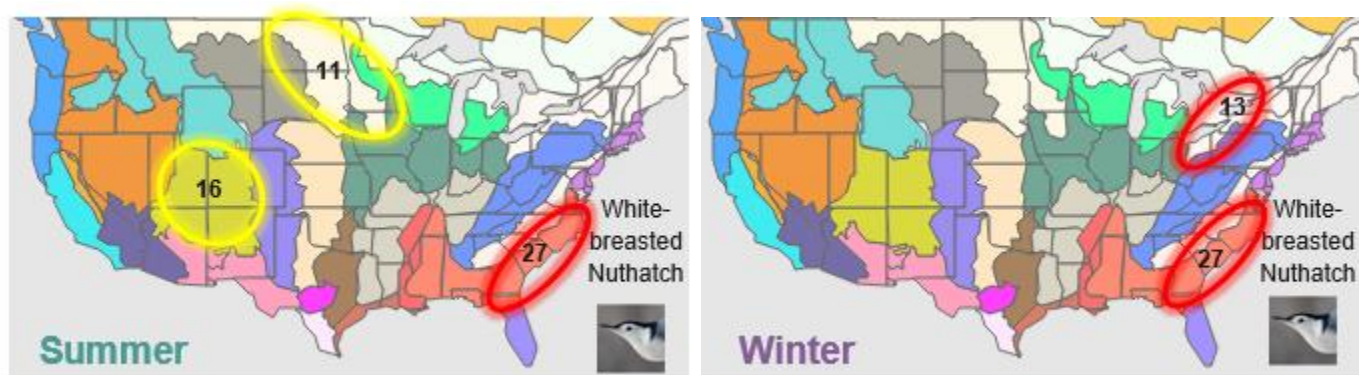 11
16
27
White-
breasted
Nuthatch
Summer
13
27
White-
breasted
Nuthatch
Winter